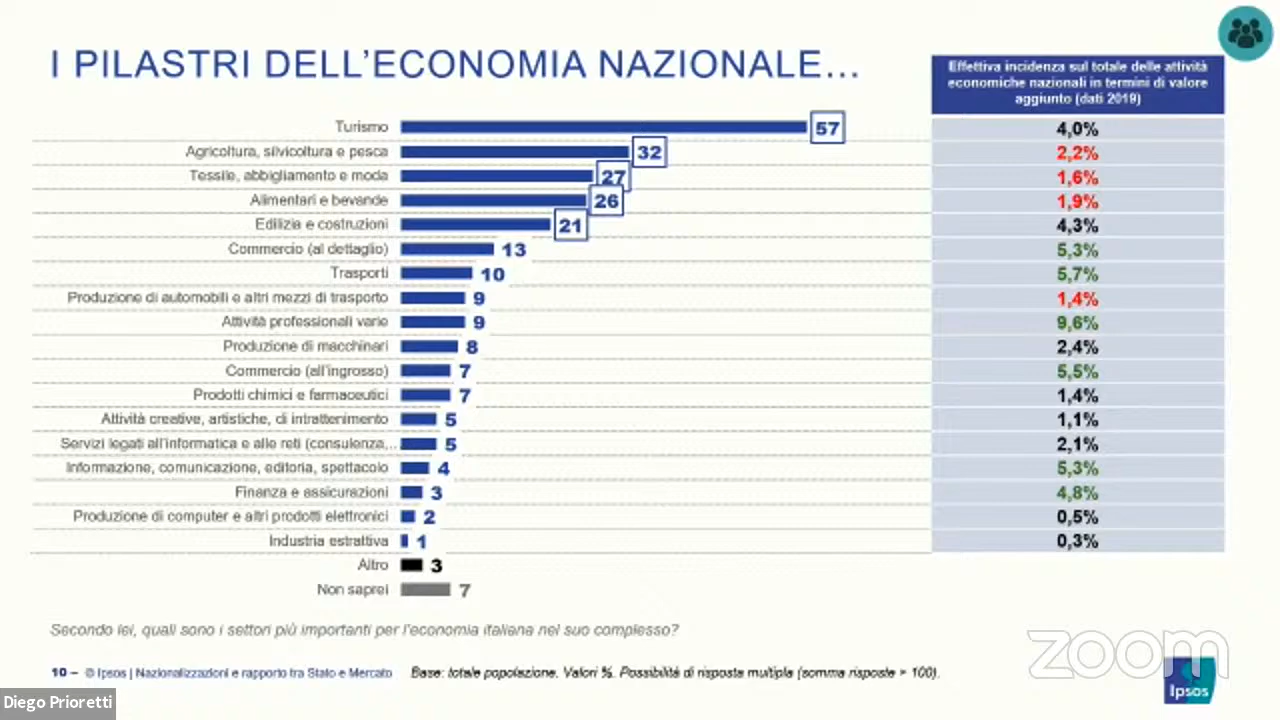 I PILASTRI DELL'ECONOMIA NAZIONALE...
Effettiva incidenza sul totale delle attività
economiche nazionali in termini di valore
aggiunto (dati 2019)
Turismo 57 4,0%
Agricoltura, silvicoltura e pesca 32 2,2%
Tessile, abbigliamento e moda 27 1,6%
Alimentari e bevande 26 1,9%
Edilizia e costruzioni 21 4,3%
Commercio (al dettaglio) 13 5,3%
Trasporti 10 5,7%
Produzione di automobili e altri mezzi di trasporto 9 1,4%
Attività professionali varie 9 9,6%
Produzione di macchinari 8 2,4%
Commercio (all'ingrosso) 7 5,5%
Prodotti chimici e farmaceutici 7 1,4%
Attività creative, artistiche, di intrattenimento 5 1,1%
Servizi legati all'informatica e alle reti (consulenza,... 5 2,1%
Informazione, comunicazione, editoria, spettacolo 4 5,3%
Finanza e assicurazioni 3 4,8%
Produzione di computer e altri prodotti elettronici 2 0,5%
Industria estrattiva 1 0,3%
Altro 3
Non saprei 7
Secondo lei, quali sono i settori più importanti per l'economia italiana nel suo complesso?
zoom
10 – © Ipsos | Nazionalizzazioni e rapporto tra Stato e Mercato Base: totale popolazione. Valori %. Possibilità di risposta multipla (somma risposte > 100).
Ipsos
Diego Prioretti